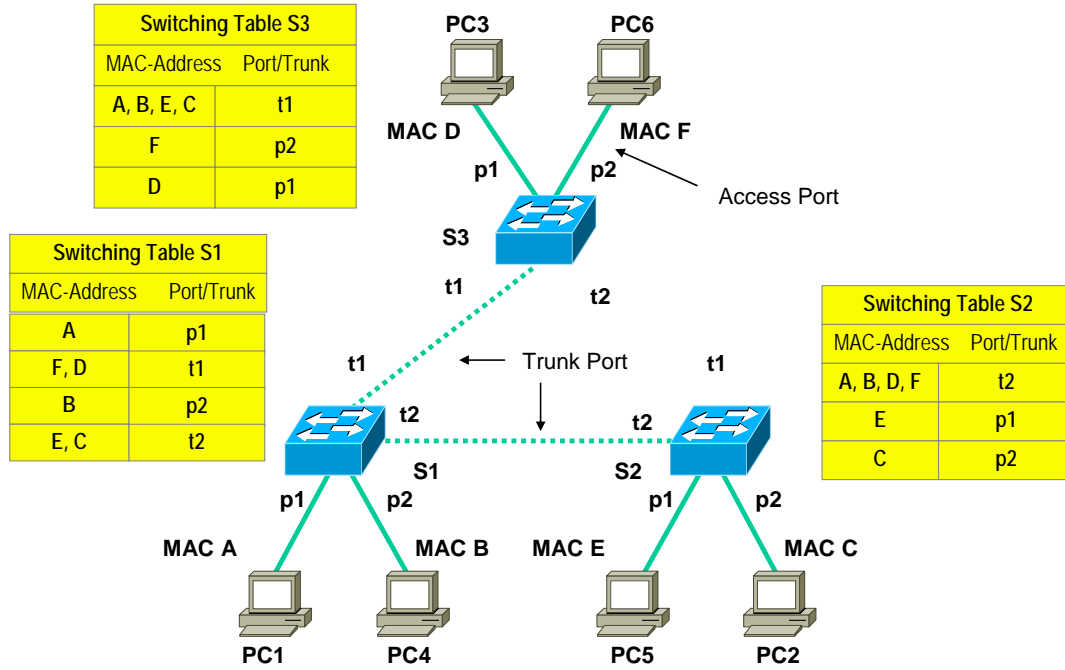 Switching Table S3
MAC-Address Port/Trunk
A, B, E, C t1
F p2
D p1
PC3 PC6
MAC D MAC F
p1 p2
Access Port
S3
t1 t2
Switching Table S1
MAC-Address Port/Trunk
A p1
F, D t1
B p2
E, C t2
Switching Table S2
MAC-Address Port/Trunk
A, B, D, F t2
E p1
C p2
t1 Trunk Port t1
t2 t2
S1 S2
p1 p2 p1 p2
MAC A MAC B MAC E MAC C
PC1 PC4 PC5 PC2